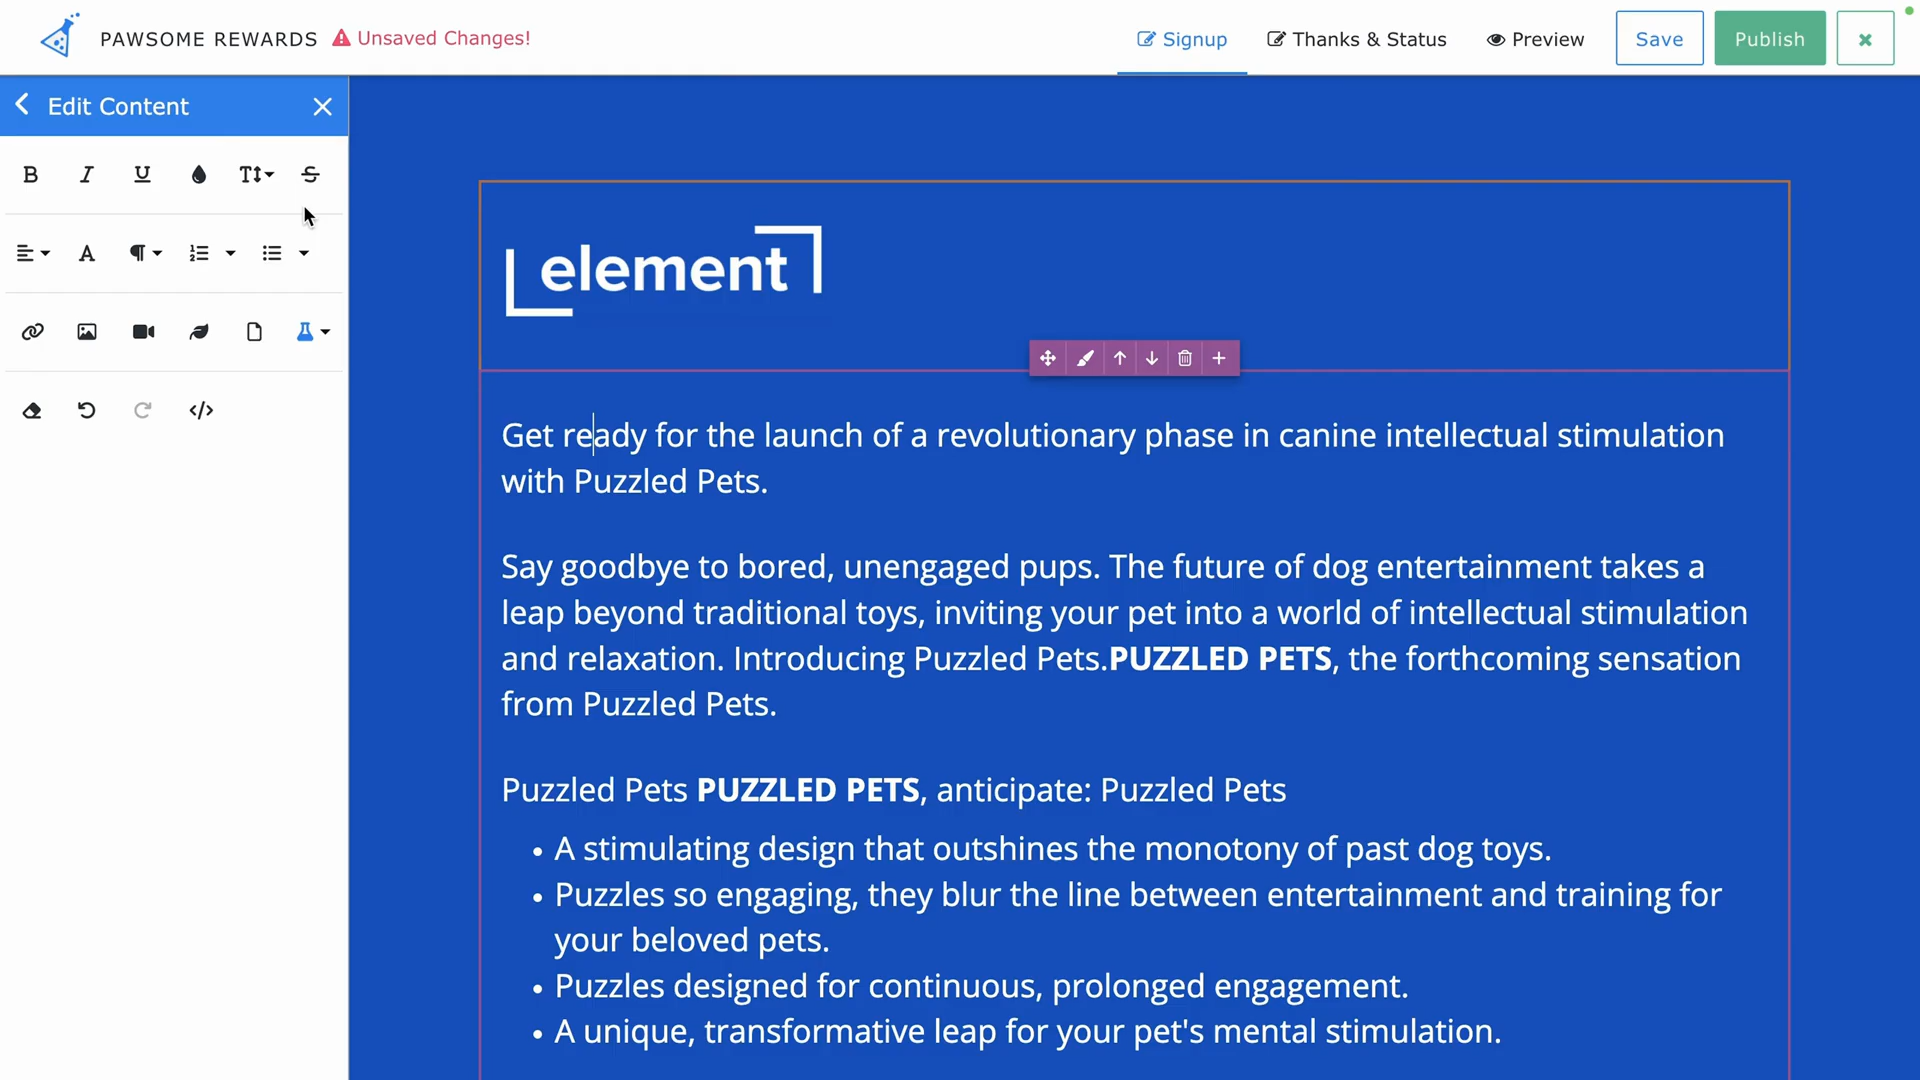 PAWSOME REWARDS Unsaved Changes! Signup Thanks & Status Preview Save Publish
Edit Content
element
Get ready for the launch of a revolutionary phase in canine intellectual stimulation
with Puzzled Pets.
Say goodbye to bored, unengaged pups. The future of dog entertainment takes a
leap beyond traditional toys, inviting your pet into a world of intellectual stimulation
and relaxation. Introducing Puzzled Pets.PUZZLED PETS, the forthcoming sensation
from Puzzled Pets.
Puzzled Pets PUZZLED PETS, anticipate: Puzzled Pets
• A stimulating design that outshines the monotony of past dog toys.
• Puzzles so engaging, they blur the line between entertainment and training for
your beloved pets.
• Puzzles designed for continuous, prolonged engagement.
• A unique, transformative leap for your pet's mental stimulation.